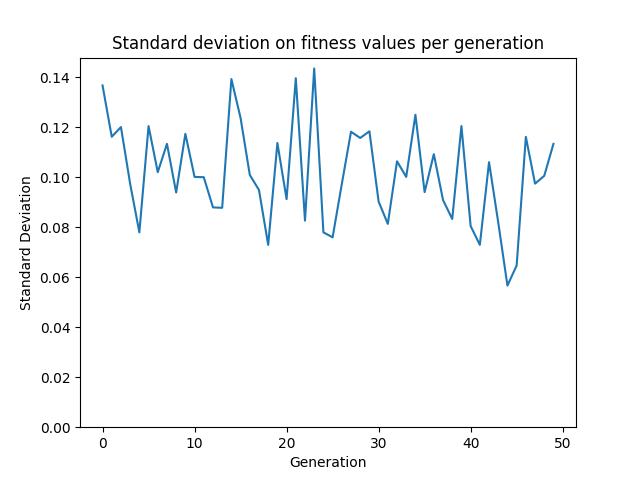 Standard deviation on fitness values per generation
0.14
0.12
0.10
0.08
0.06
0.04
0.02
0.00
Standard Deviation
0 10 20 30 40 50
Generation